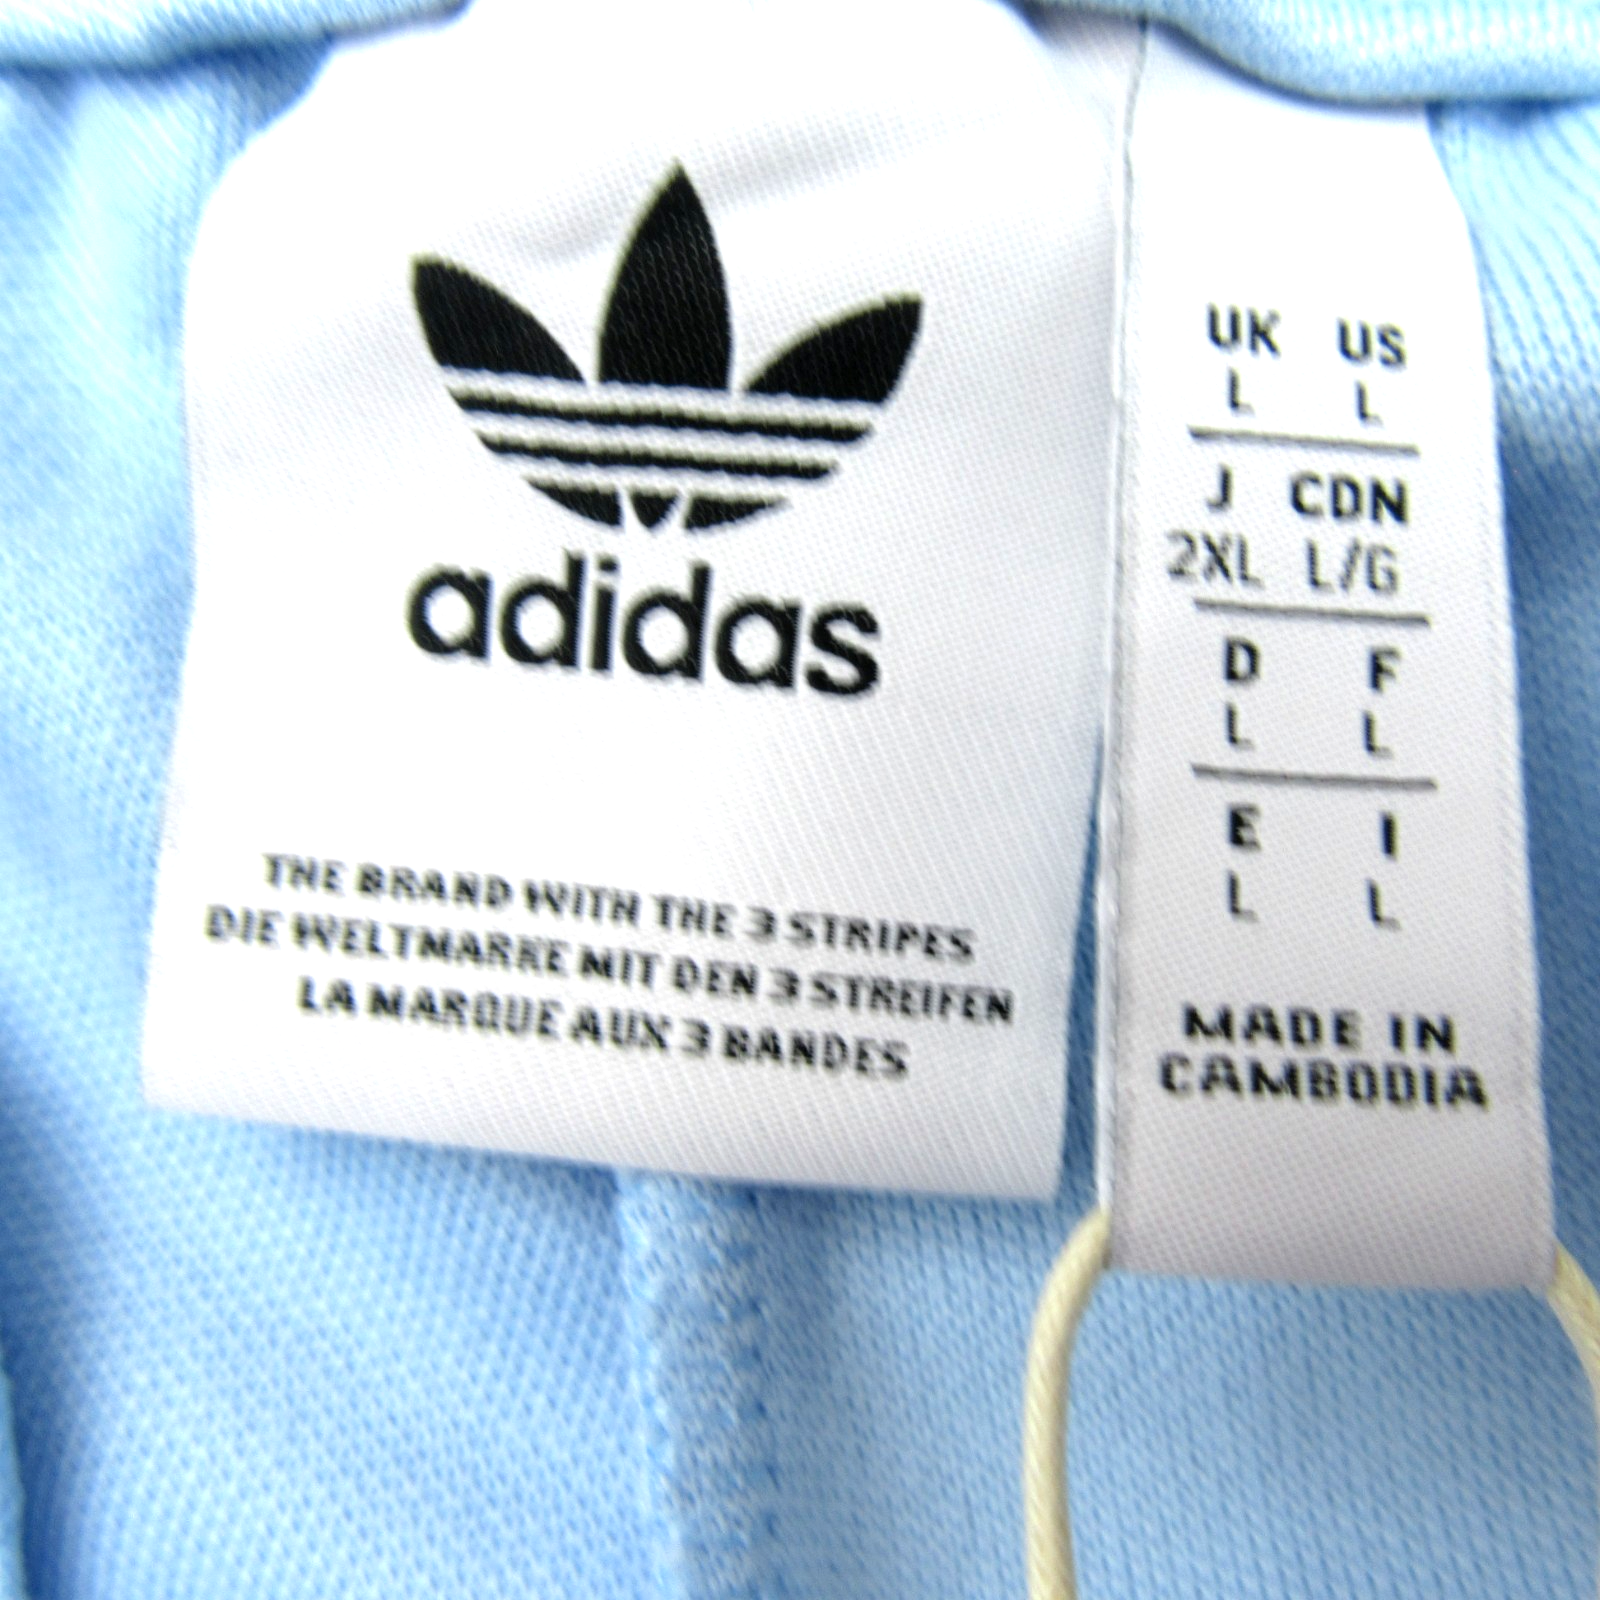 adidas
THE BRAND WITH THE 3 STRIPES
DIE WELTMARKE MIT DEN 3 STREIFEN
LA MARQUE AUX 3 BANDES
UK US
L L
J CDN
2XL L/G
D F
L L
E I
L L
MADE IN
CAMBODIA